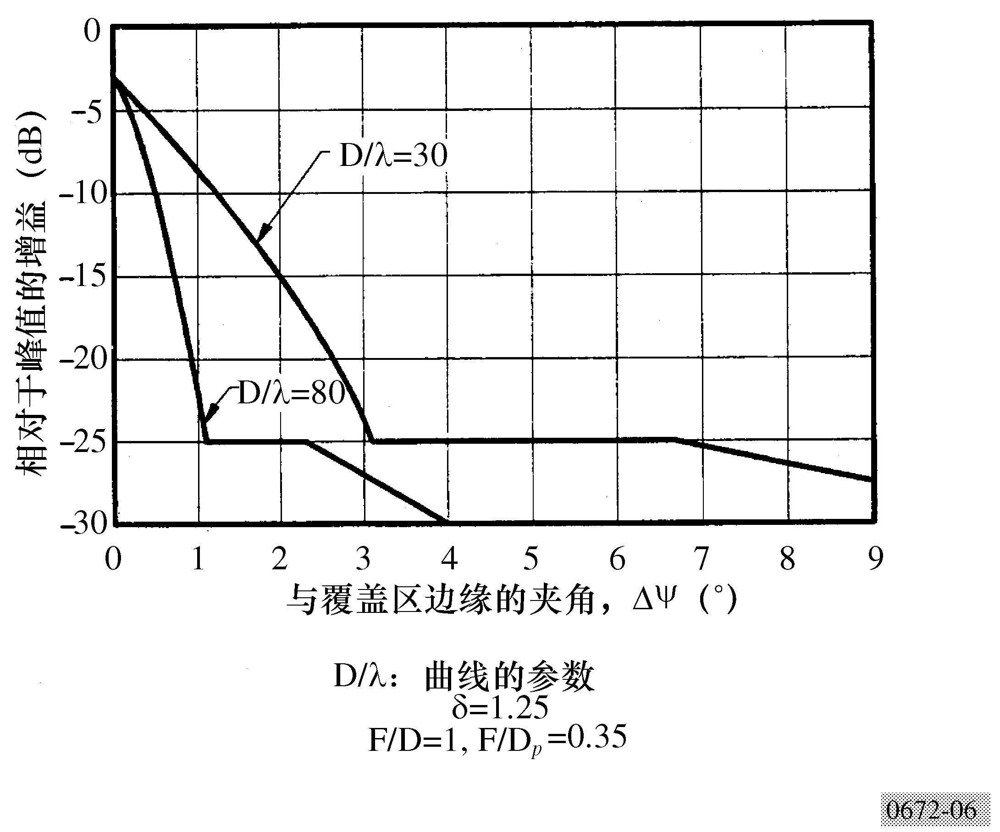 0
-5
-10
-15
-20
-25
-30
相对于峰值的增益（dB）
D/λ=30
D/λ=80
0 1 2 3 4 5 6 7 8 9
与覆盖区边缘的夹角，Δψ（°）
D/λ：曲线的参数
δ=1.25
F/D=1, F/Dp=0.35
0672-06